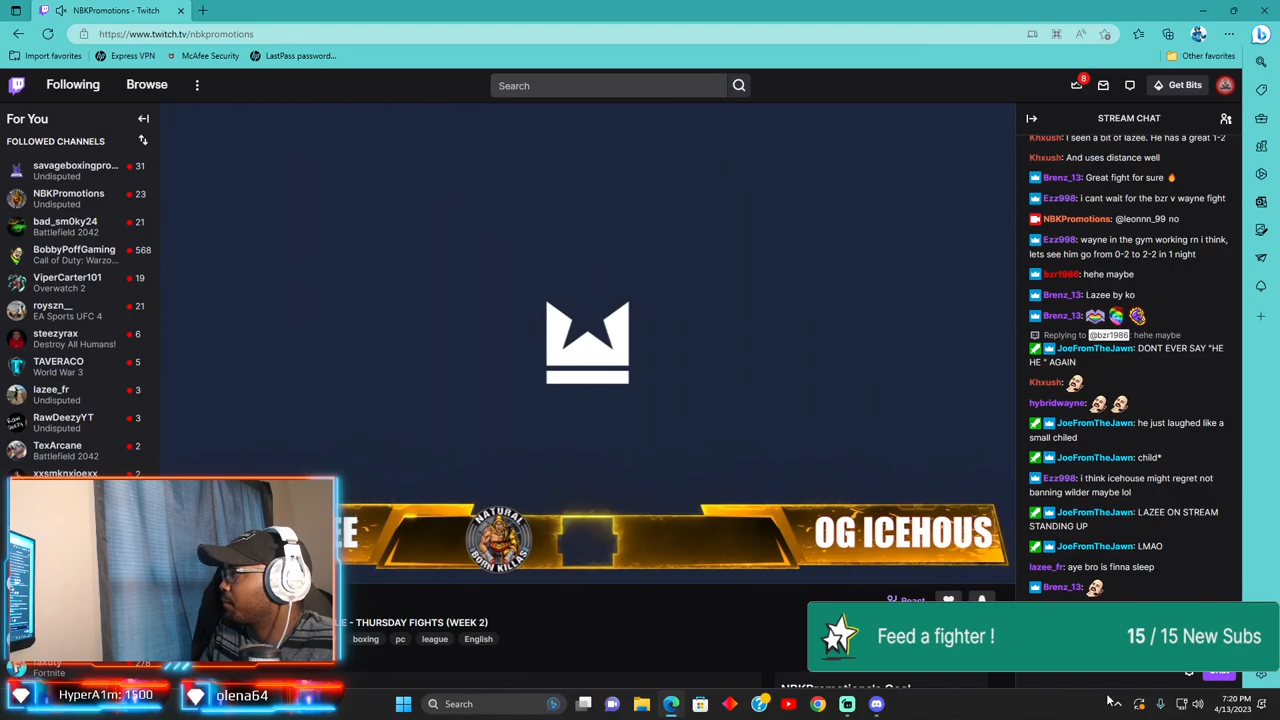 NBKPromotions - Twitch
https://www.twitch.tv/nbkpromotions
Import favorites
Express VPN
McAfee Security
LastPass password...
Other favorites
Following
Browse
Search
8
Get Bits
For You
FOLLOWED CHANNELS
savageboxingpro... 31
Undisputed
NBKPromotions 23
Undisputed
bad_sm0ky24 21
Battlefield 2042
BobbyPoffGaming 568
Call of Duty: Warzo...
ViperCarter101 19
Overwatch 2
royszn__ 21
EA Sports UFC 4
steezyrax 6
Destroy All Humans!
TAVERACO 5
World War 3
lazee_fr 3
Undisputed
RawDeezyYT 3
Undisputed
TexArcane 2
Battlefield 2042
xxsmknxjoexx 2
278
Fortnite
STREAM CHAT
Khxush: I seen a bit of lazee. He has a great 1-2
Khxush: And uses distance well
Brenz_13: Great fight for sure
Ezz998: i cant wait for the bzr v wayne fight
NBKPromotions: @leonnn_99 no
Ezz998: wayne in the gym working rn i think,
lets see him go from 0-2 to 2-2 in 1 night
bzr1986: hehe maybe
Brenz_13: Lazee by ko
Brenz_13:
Replying to @bzr1986: hehe maybe
JoeFromTheJawn: DONT EVER SAY "HE
HE " AGAIN
Khxush:
hybridwayne:
JoeFromTheJawn: he just laughed like a
small chiled
JoeFromTheJawn: child*
Ezz998: i think icehouse might regret not
banning wilder maybe lol
JoeFromTheJawn: LAZEE ON STREAM
STANDING UP
JoeFromTheJawn: LMAO
lazee_fr: aye bro is finna sleep
Brenz_13:
NATURAL
BORN KILLAS
OG ICEHOUS
React
UE - THURSDAY FIGHTS (WEEK 2)
boxing
pc
league
English
Feed a fighter !
15 / 15 New Subs
HyperA1m: 1500
olena64
Search
7:20 PM
4/13/2023